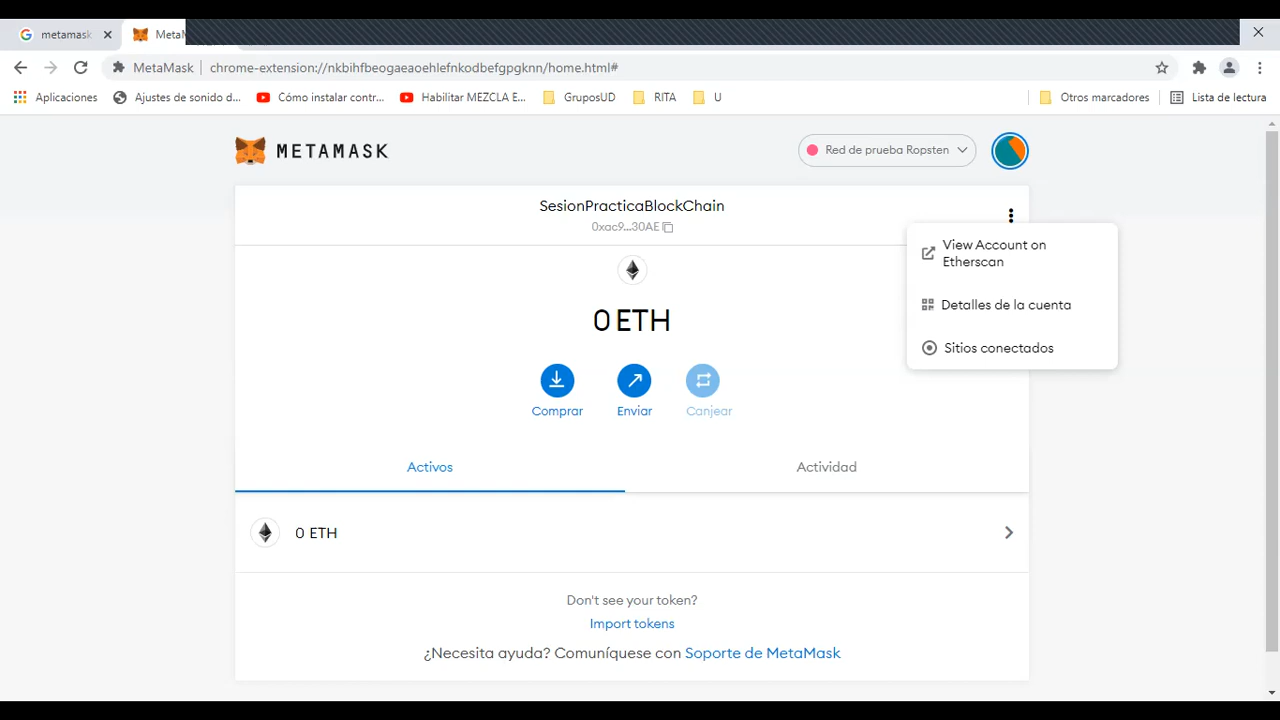 metamask
MetaM
MetaMask
chrome-extension://nkbihfbeogaeaoehlefnkodbefgpgknn/home.html#
Aplicaciones
Ajustes de sonido d...
Cómo instalar contr...
Habilitar MEZCLA E...
GruposUD
RITA
U
Otros marcadores
Lista de lectura
METAMASK
Red de prueba Ropsten
SesionPracticaBlockChain
0xac9...30AE
View Account on
Etherscan
Detalles de la cuenta
Sitios conectados
0 ETH
Comprar
Enviar
Canjear
Activos
Actividad
0 ETH
Don't see your token?
Import tokens
¿Necesita ayuda? Comuníquese con Soporte de MetaMask